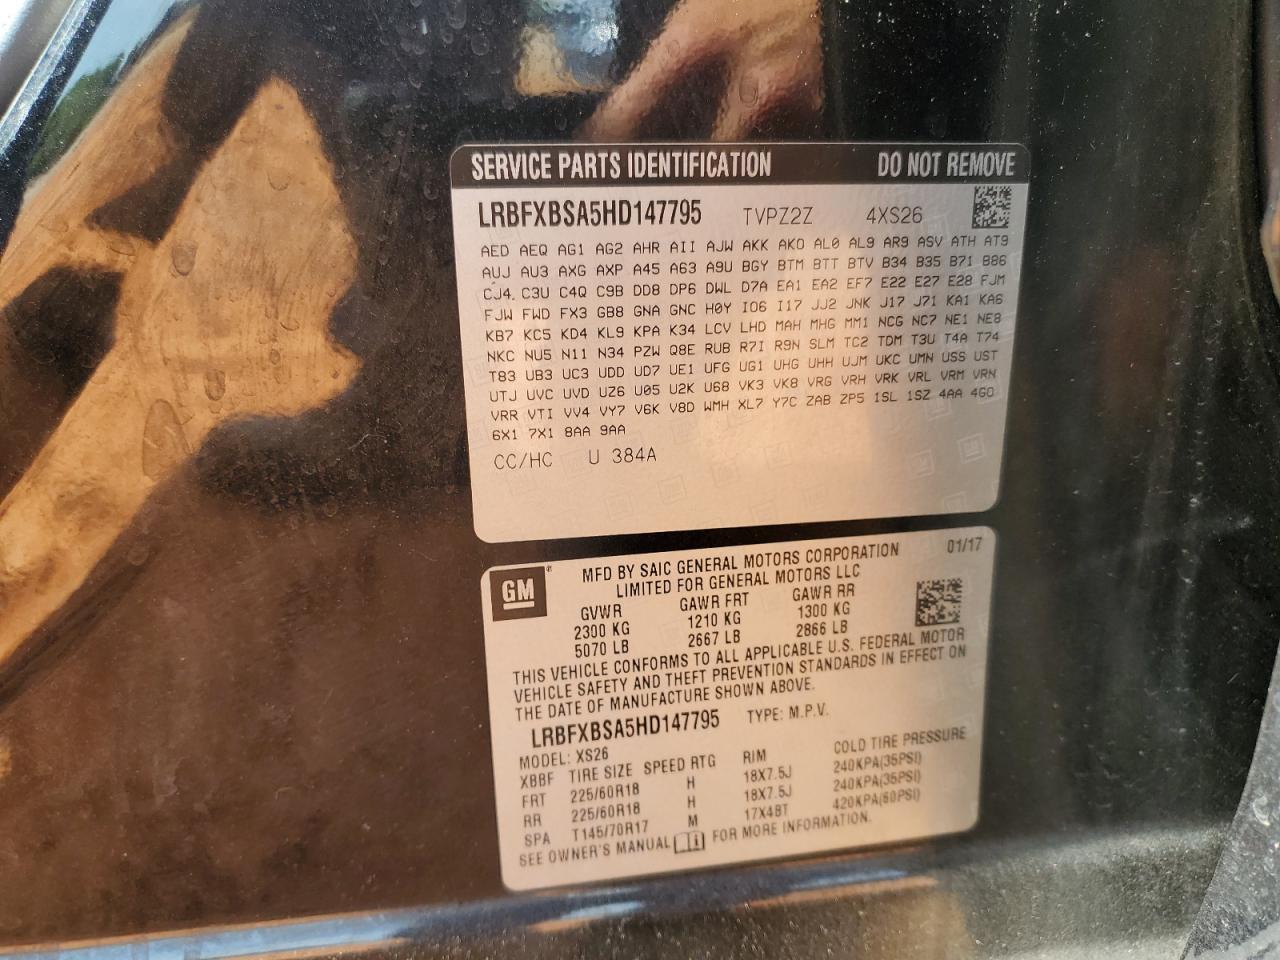 SERVICE PARTS IDENTIFICATION DO NOT REMOVE
LRBFXBSA5HD147795 TVPZ2Z 4XS26
AED AEQ AG1 AG2 AHR AII AJW AKK AKO AL0 AL9 AR9 ASV ATH AT9
AUJ AU3 AXG AXP A45 A63 A9U BGY BTM BTT BTV B34 B35 B71 B86
CJ4 C3U C4Q C9B DD8 DP6 DWL D7A EA1 EA2 EF7 E22 E27 E28 FJM
FJW FWD FX3 GB8 GNA GNC H0Y IO6 I17 JJ2 JNK J17 J71 KA1 KA6
KB7 KC5 KD4 KL9 KPA K34 LCV LHD MAH MHG MM1 NCG NC7 NE1 NE8
NKC NU5 N11 N34 PZW Q8E RUB R7I R9N SLM TC2 TDM T3U T4A T74
T83 UB3 UC3 UDD UD7 UE1 UFG UG1 UHG UHH UJM UKC UMN USS UST
UTJ UVC UVD UZ6 U05 U2K U68 VK3 VK8 VRG VRH VRK VRL VRM VRN
VRR VTI VV4 VY7 V6K V8D WMH XL7 Y7C ZAB ZP5 1SL 1SZ 4AA 4G0
6X1 7X1 8AA 9AA
CC/HC U 384A
GM® MFD BY SAIC GENERAL MOTORS CORPORATION 01/17
LIMITED FOR GENERAL MOTORS LLC
GVWR GAWR FRT GAWR RR
2300 KG 1210 KG 1300 KG
5070 LB 2667 LB 2866 LB
THIS VEHICLE CONFORMS TO ALL APPLICABLE U.S. FEDERAL MOTOR
VEHICLE SAFETY AND THEFT PREVENTION STANDARDS IN EFFECT ON
THE DATE OF MANUFACTURE SHOWN ABOVE.
LRBFXBSA5HD147795 TYPE: M.P.V.
MODEL: XS26
XBBF TIRE SIZE SPEED RTG RIM COLD TIRE PRESSURE
FRT 225/60R18 H 18X7.5J 240KPA(35PSI)
RR 225/60R18 H 18X7.5J 240KPA(35PSI)
SPA T145/70R17 M 17X4BT 420KPA(60PSI)
SEE OWNER'S MANUAL FOR MORE INFORMATION.